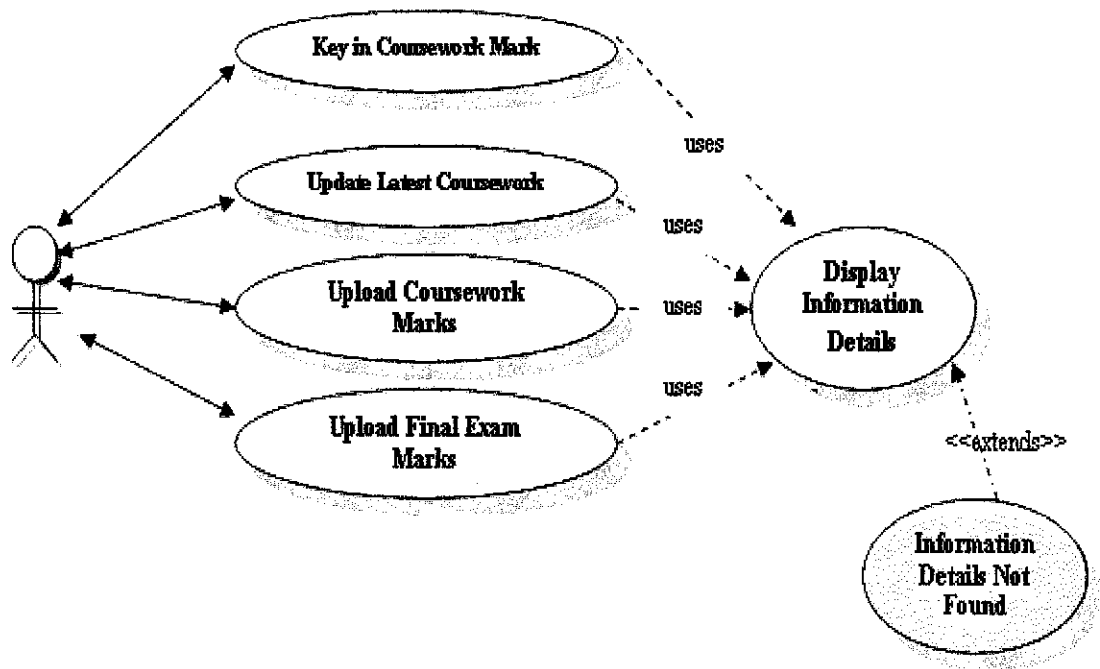 Key in Coursework Mark
uses
Update Latest Coursework
uses
Display
Information
Details
Upload Coursework
Marks
uses
uses
Upload Final Exam
Marks
<<extends>>
Information
Details Not
Found